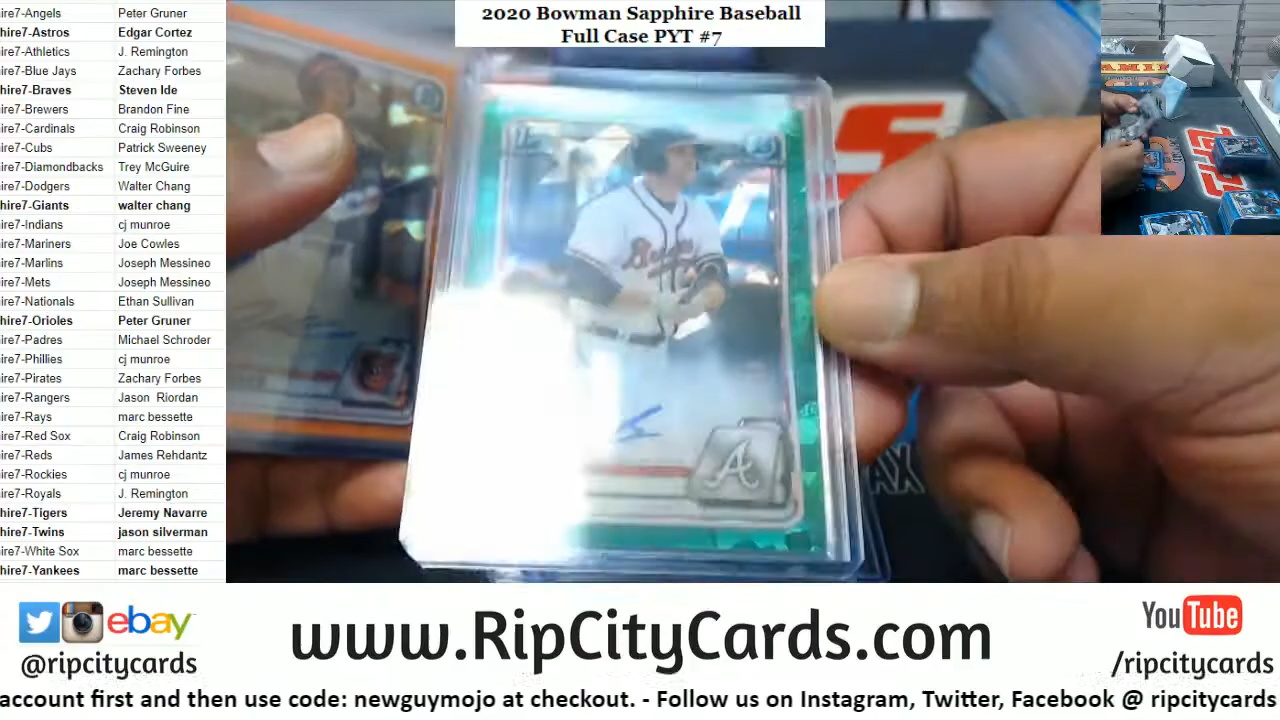 2020 Bowman Sapphire Baseball
Full Case PYT #7
ire7-Angels Peter Gruner
hire7-Astros Edgar Cortez
ire7-Athletics J. Remington
ire7-Blue Jays Zachary Forbes
hire7-Braves Steven Ide
ire7-Brewers Brandon Fine
ire7-Cardinals Craig Robinson
ire7-Cubs Patrick Sweeney
ire7-Diamondbacks Trey McGuire
ire7-Dodgers Walter Chang
hire7-Giants walter chang
ire7-Indians cj munroe
ire7-Mariners Joe Cowles
ire7-Marlins Joseph Messineo
ire7-Mets Joseph Messineo
ire7-Nationals Ethan Sullivan
hire7-Orioles Peter Gruner
ire7-Padres Michael Schroder
ire7-Phillies cj munroe
ire7-Pirates Zachary Forbes
ire7-Rangers Jason Riordan
ire7-Rays marc bessette
ire7-Red Sox Craig Robinson
ire7-Reds James Rehdantz
ire7-Rockies cj munroe
ire7-Royals J. Remington
hire7-Tigers Jeremy Navarre
hire7-Twins jason silverman
ire7-White Sox marc bessette
hire7-Yankees marc bessette
Braves
A
ebay
@ripcitycards
www.RipCityCards.com
YouTube
/ripcitycards
account first and then use code: newguymojo at checkout. - Follow us on Instagram, Twitter, Facebook @ ripcitycards